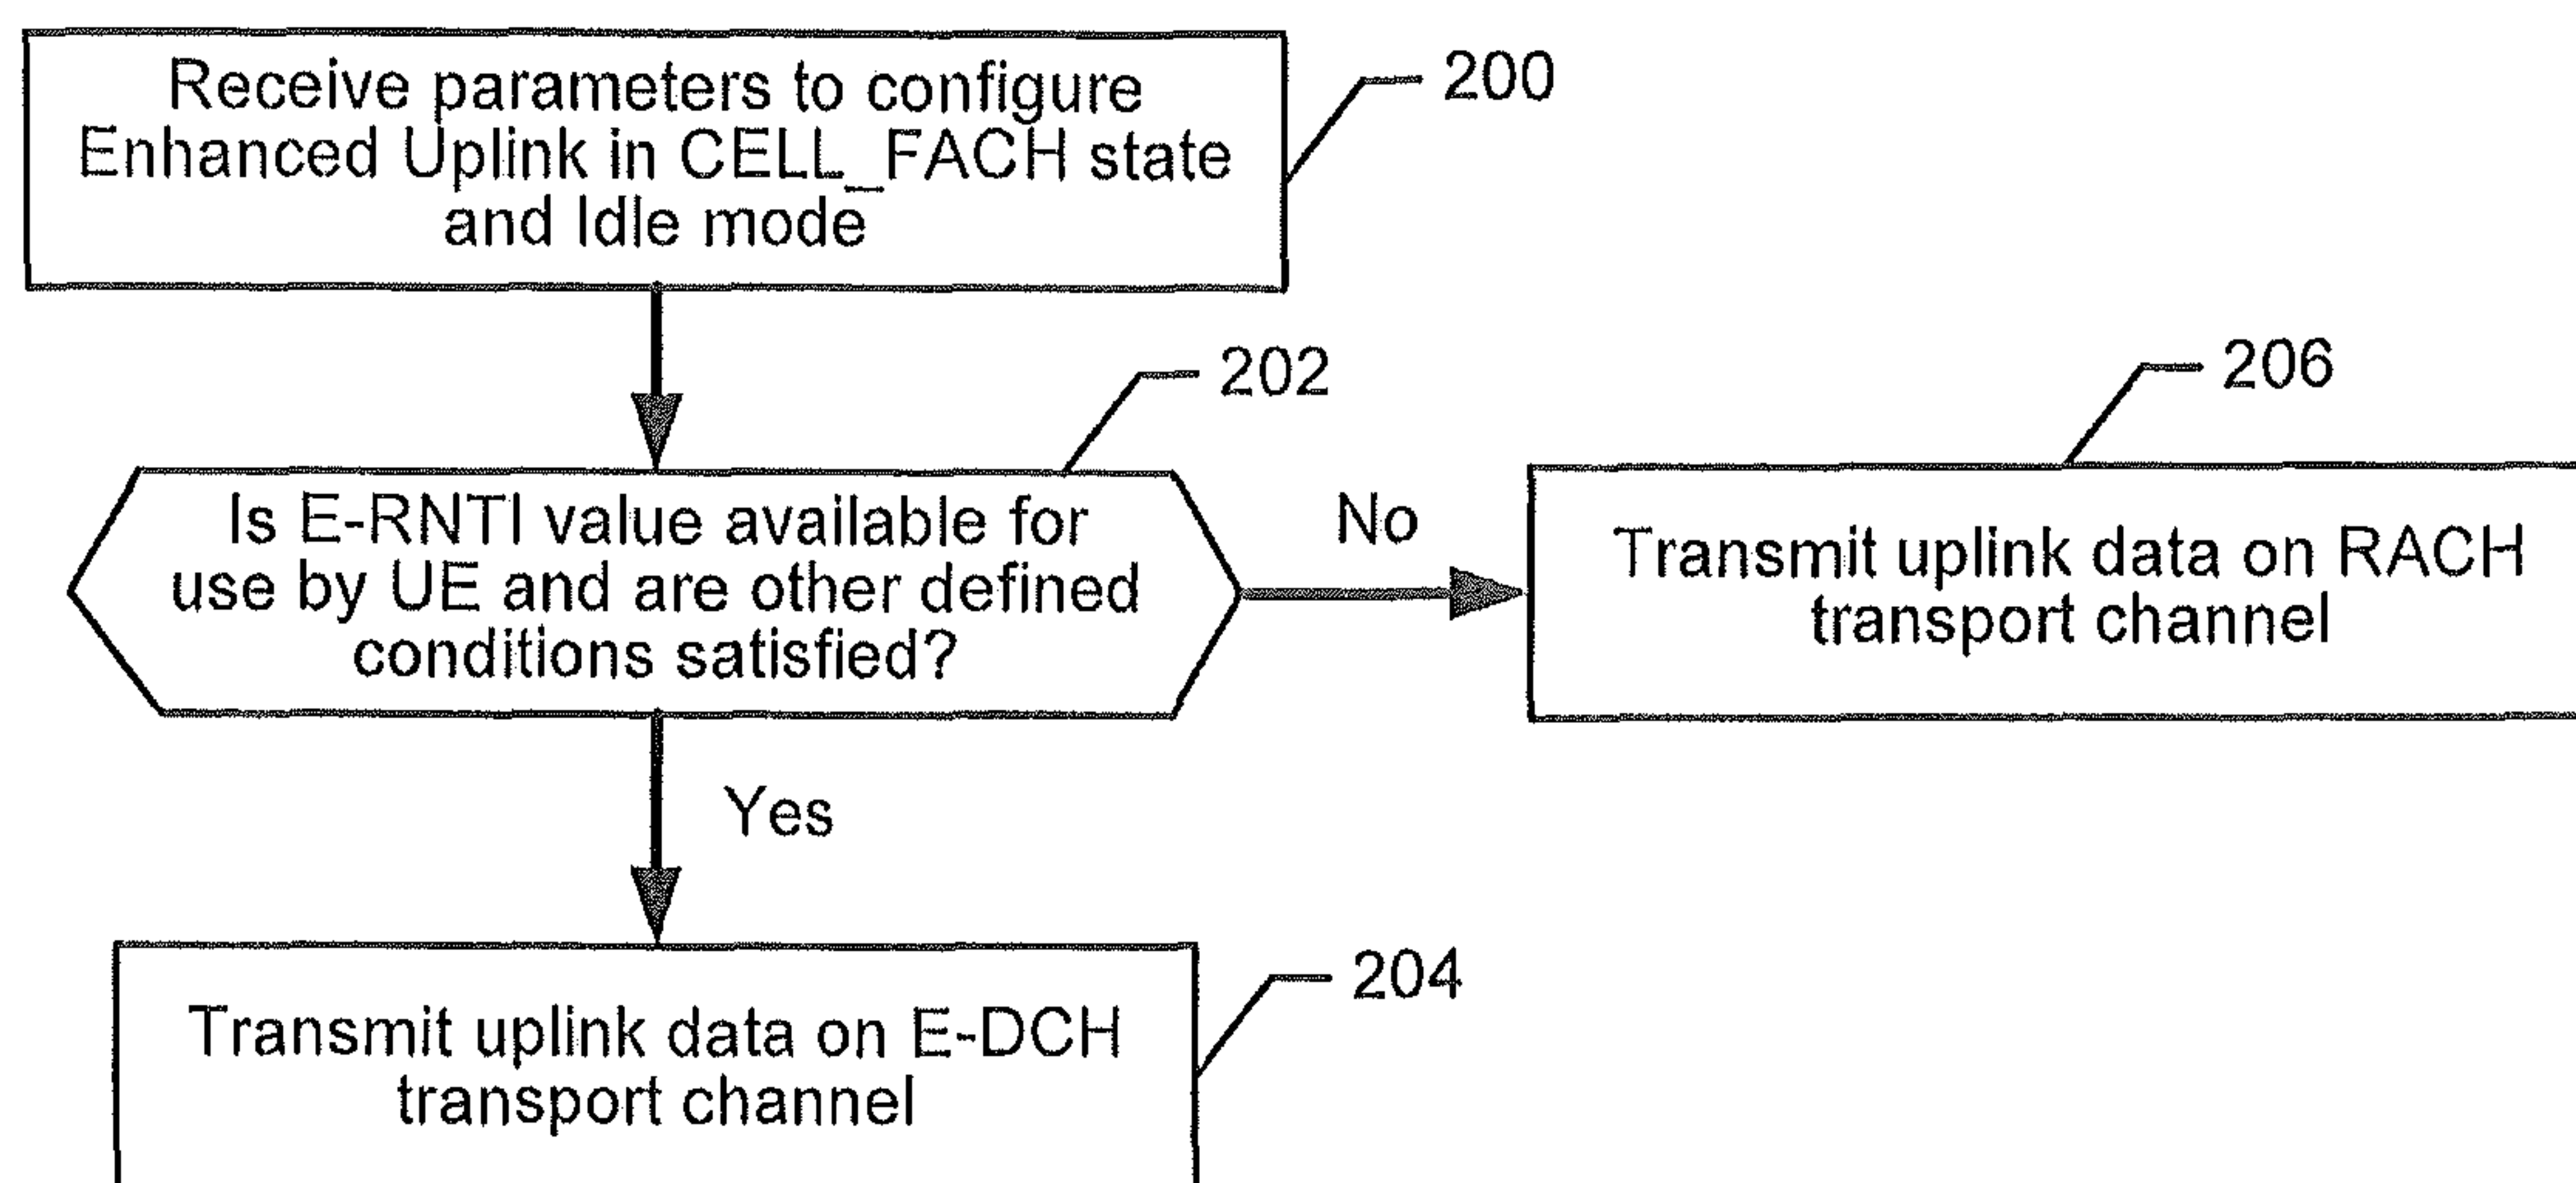 Receive parameters to configure
Enhanced Uplink in CELL_FACH state
and Idle mode
200
202
Is E-RNTI value available for
use by UE and are other defined
conditions satisfied?
No
206
Transmit uplink data on RACH
transport channel
Yes
204
Transmit uplink data on E-DCH
transport channel